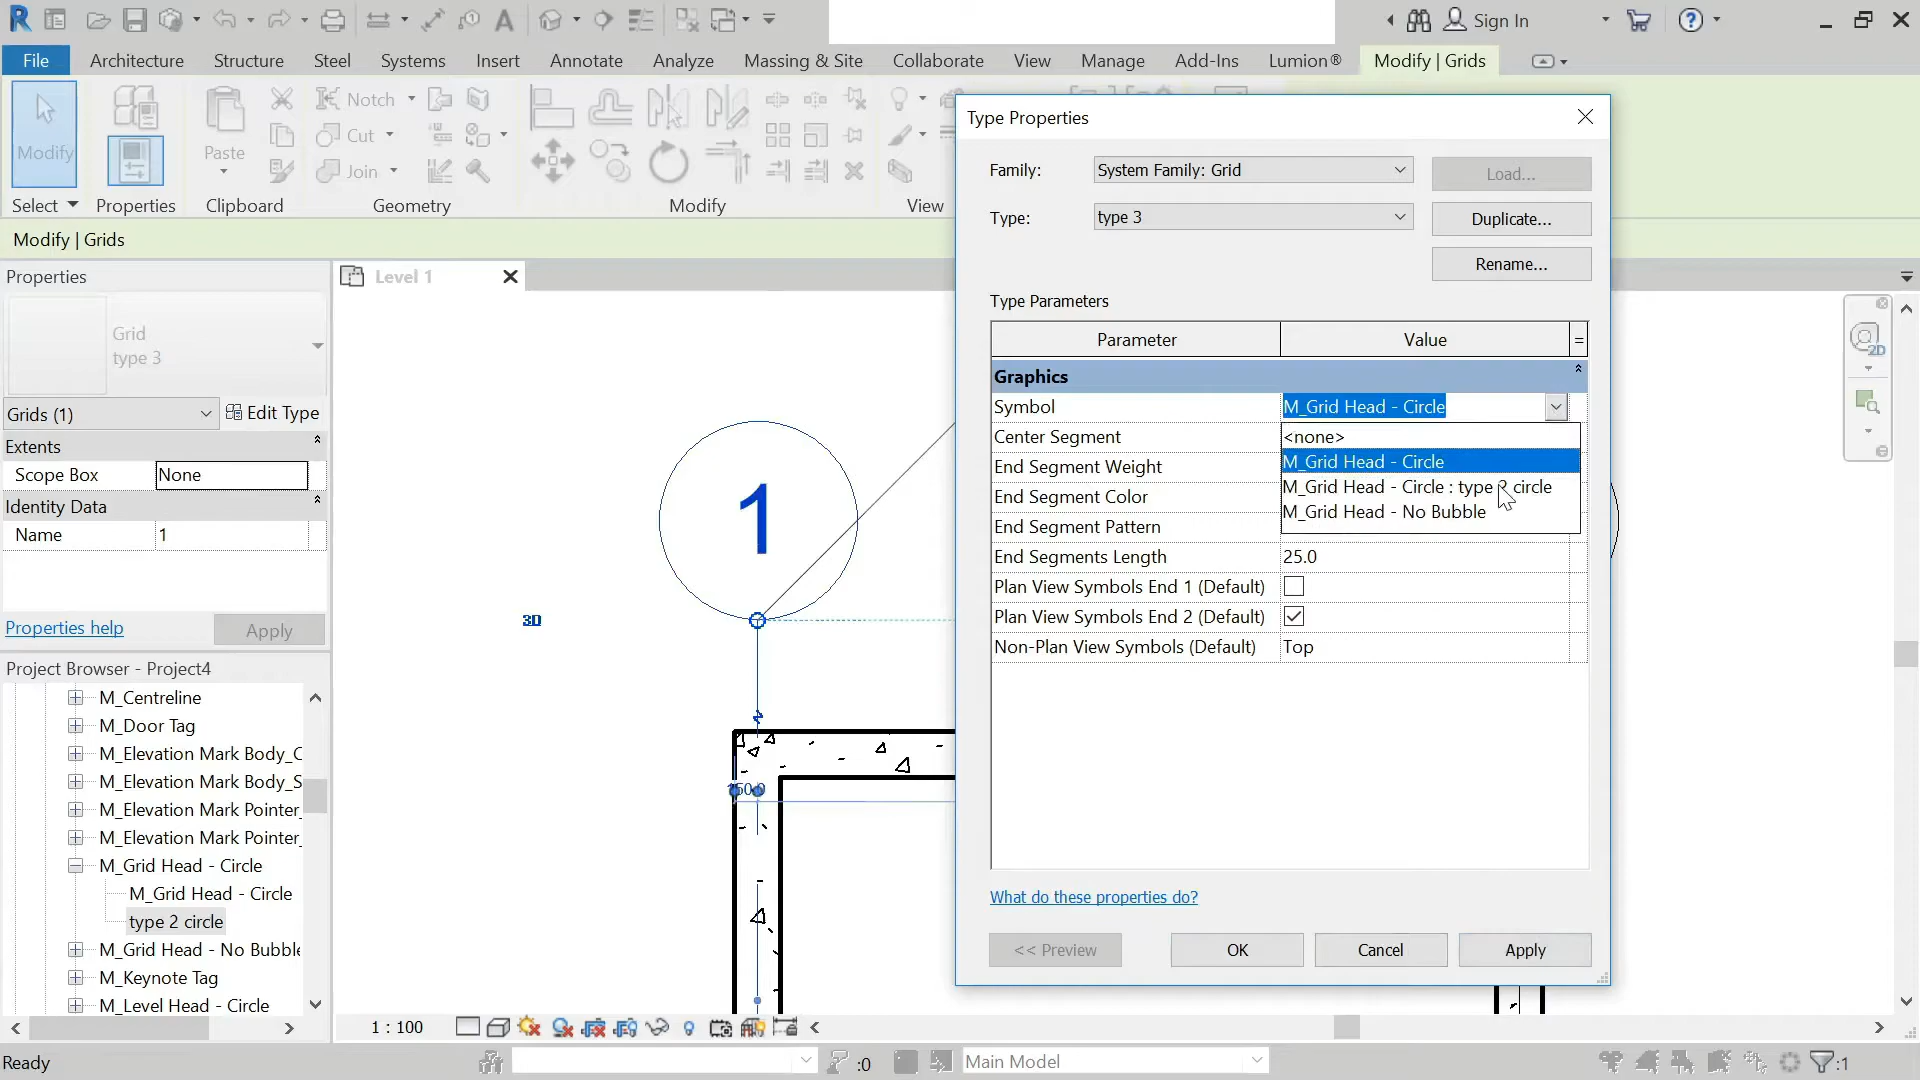 Sign In
File
Architecture
Structure
Steel
Systems
Insert
Annotate
Analyze
Massing & Site
Collaborate
View
Manage
Add-Ins
Lumion®
Modify | Grids
Modify
Paste
Notch
Cut
Join
Select
Properties
Clipboard
Geometry
Modify
View
Modify | Grids
Properties
Grid
type 3
Grids (1)
Edit Type
Extents
Scope Box
None
Identity Data
Name
1
Properties help
Apply
Project Browser - Project4
M_Centreline
M_Door Tag
M_Elevation Mark Body_C
M_Elevation Mark Body_S
M_Elevation Mark Pointer_
M_Elevation Mark Pointer_
M_Grid Head - Circle
M_Grid Head - Circle
type 2 circle
M_Grid Head - No Bubble
M_Keynote Tag
M_Level Head - Circle
Level 1
2D
1
3D
1 : 100
Type Properties
Family:
System Family: Grid
Load...
Type:
type 3
Duplicate...
Rename...
Type Parameters
Parameter
Value
=
Graphics
Symbol
M_Grid Head - Circle
Center Segment
<none>
M_Grid Head - Circle
End Segment Weight
M_Grid Head - Circle : type 2 circle
End Segment Color
M_Grid Head - No Bubble
End Segment Pattern
End Segments Length
25.0
Plan View Symbols End 1 (Default)
Plan View Symbols End 2 (Default)
Non-Plan View Symbols (Default)
Top
What do these properties do?
<< Preview
OK
Cancel
Apply
Ready
:0
Main Model
:1